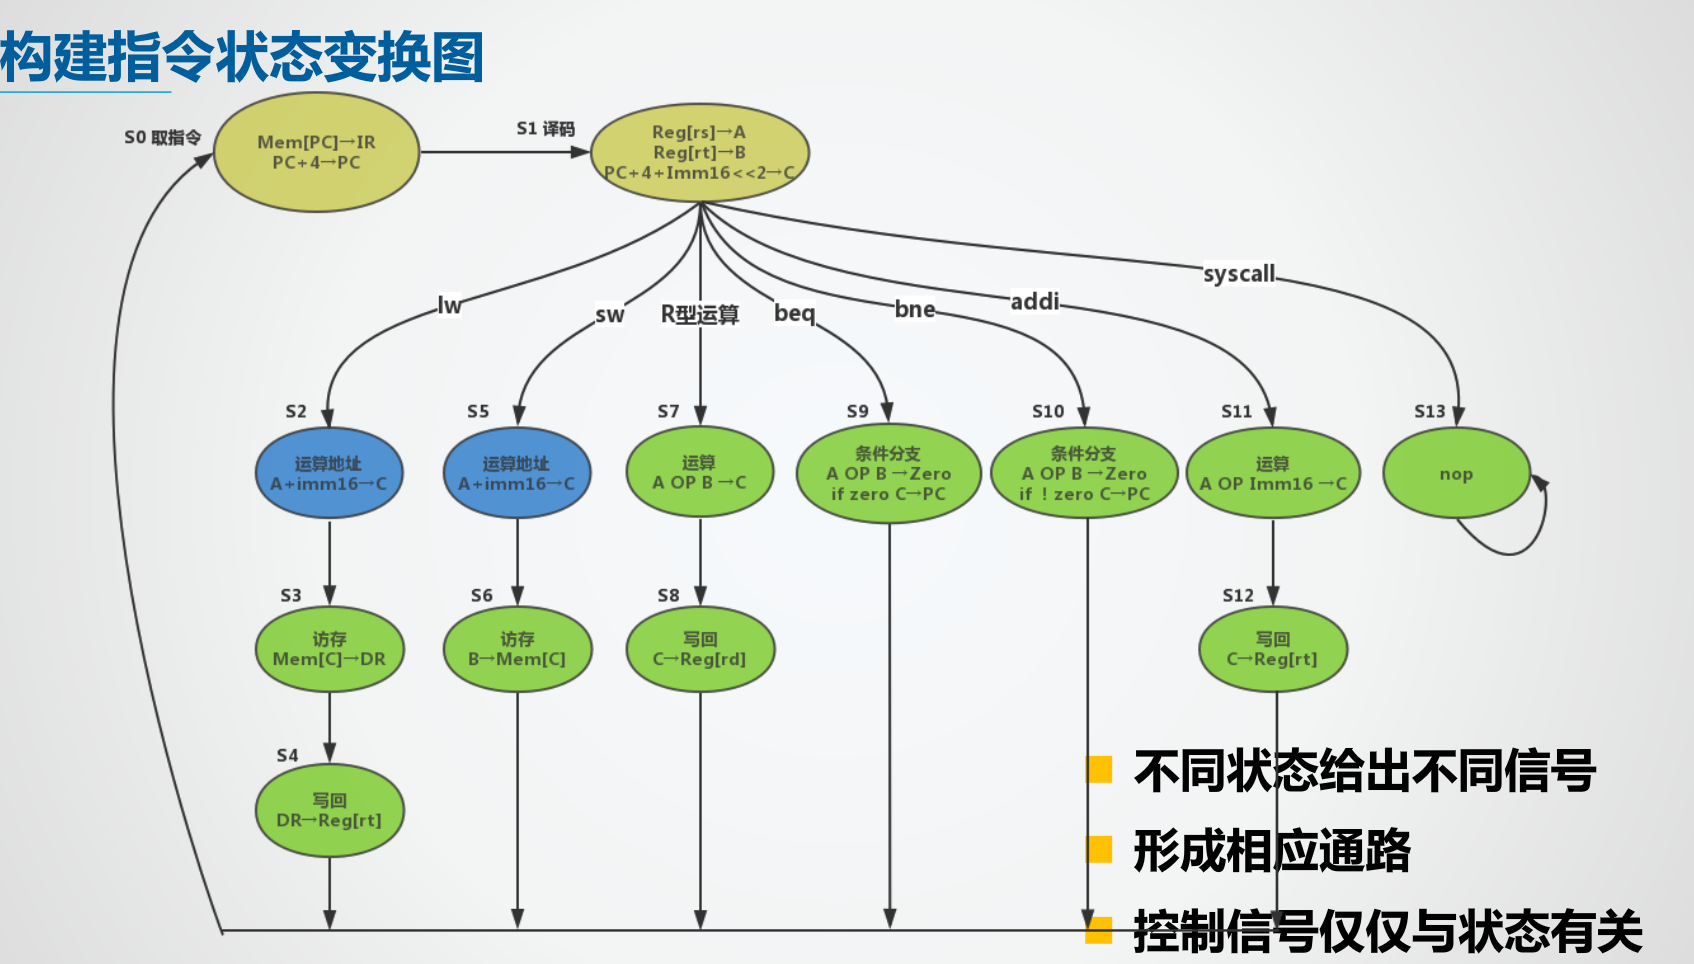 构建指令状态变换图
S0 取指令
Mem[PC]→IR
PC+4→PC
S1 译码
Reg[rs]→A
Reg[rt]→B
PC+4+Imm16<<2→C
lw
sw
R型运算
beq
bne
addi
syscall
S2
运算地址
A+imm16→C
S5
运算地址
A+imm16→C
S7
运算
A OP B →C
S9
条件分支
A OP B →Zero
if zero C→PC
S10
条件分支
A OP B →Zero
if ! zero C→PC
S11
运算
A OP Imm16 →C
S13
nop
S3
访存
Mem[C]→DR
S6
访存
B→Mem[C]
S8
写回
C→Reg[rd]
S12
写回
C→Reg[rt]
S4
写回
DR→Reg[rt]
不同状态给出不同信号
形成相应通路
控制信号仅仅与状态有关